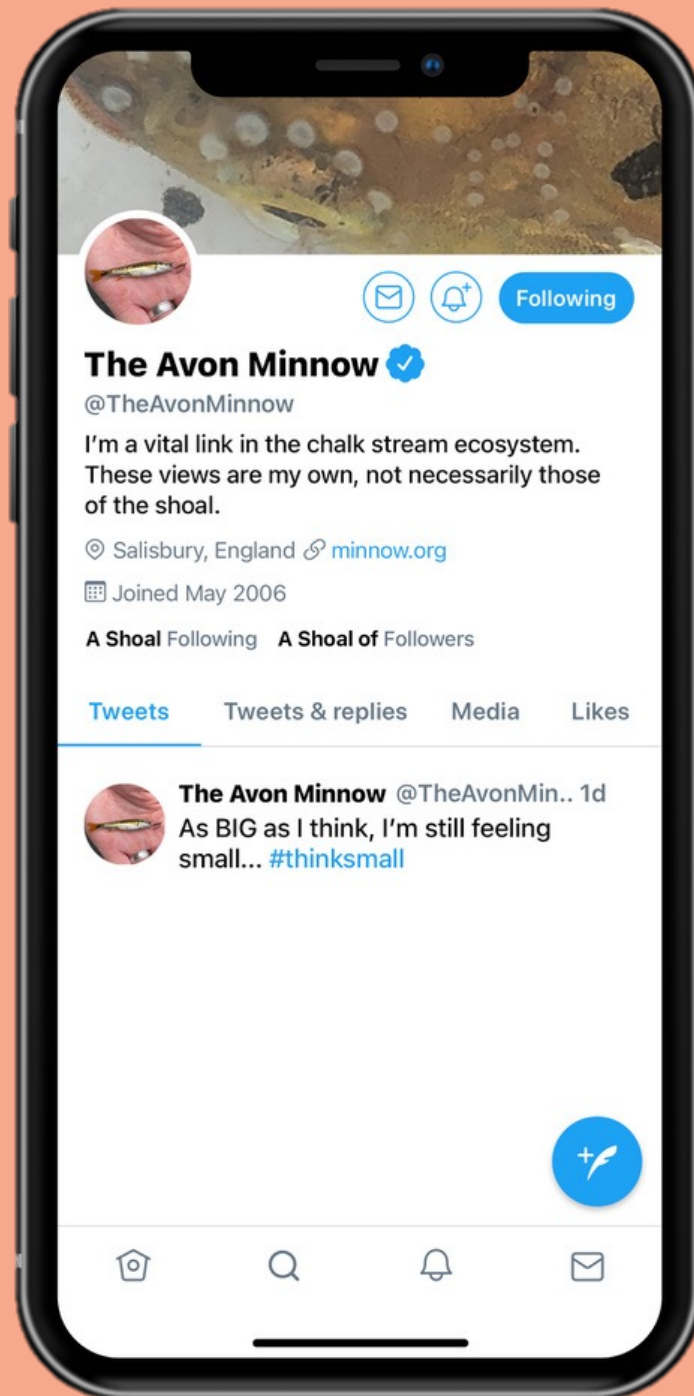 Following
The Avon Minnow
@TheAvonMinnow
I'm a vital link in the chalk stream ecosystem.
These views are my own, not necessarily those
of the shoal.
Salisbury, England minnow.org
Joined May 2006
A Shoal Following A Shoal of Followers
Tweets Tweets & replies Media Likes
The Avon Minnow @TheAvonMin.. 1d
As BIG as I think, I'm still feeling
small... #thinksmall